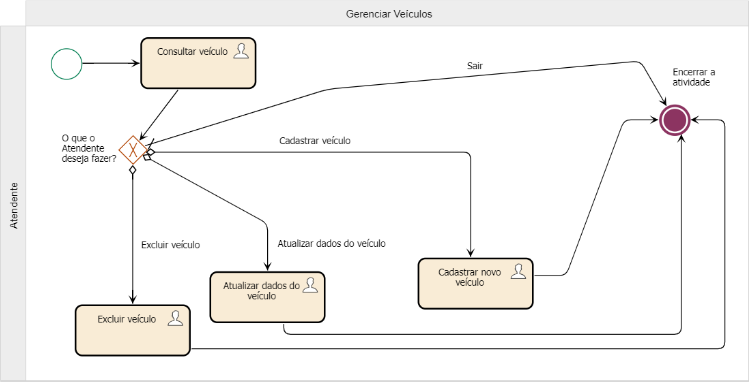 Gerenciar Veículos
Atendente
Consultar veículo
Sair
Encerrar a
atividade
O que o
Atendente
deseja fazer?
Cadastrar veículo
Excluir veículo
Atualizar dados do veículo
Cadastrar novo
veículo
Atualizar dados do
veículo
Excluir veículo